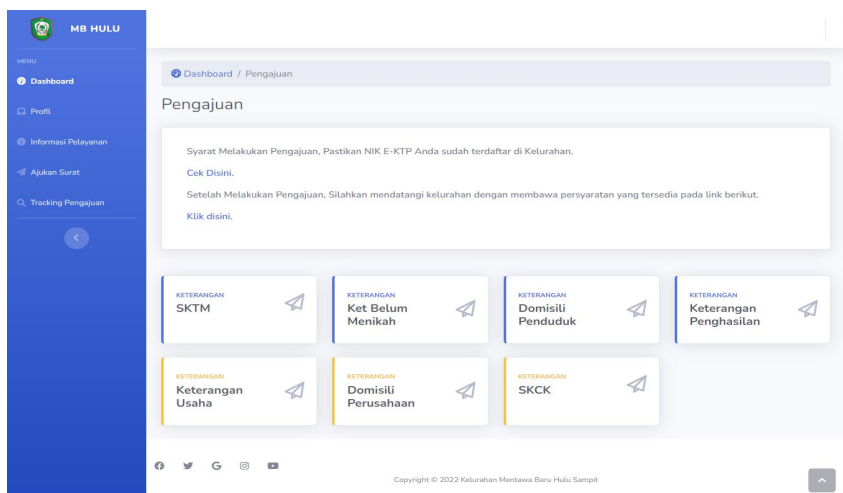 MB HULU
MENU
Dashboard
Profil
Informasi Pelayanan
Ajukan Surat
Tracking Pengajuan
Dashboard / Pengajuan
Pengajuan
Syarat Melakukan Pengajuan, Pastikan NIK E-KTP Anda sudah terdaftar di Kelurahan.
Cek Disini.
Setelah Melakukan Pengajuan, Silahkan mendatangi kelurahan dengan membawa persyaratan yang tersedia pada link berikut.
Klik disini.
KETERANGAN
SKTM
KETERANGAN
Ket Belum
Menikah
KETERANGAN
Domisili
Penduduk
KETERANGAN
Keterangan
Penghasilan
KETERANGAN
Keterangan
Usaha
KETERANGAN
Domisili
Perusahaan
KETERANGAN
SKCK
Copyright © 2022 Kelurahan Mentawa Baru Hulu Sampit